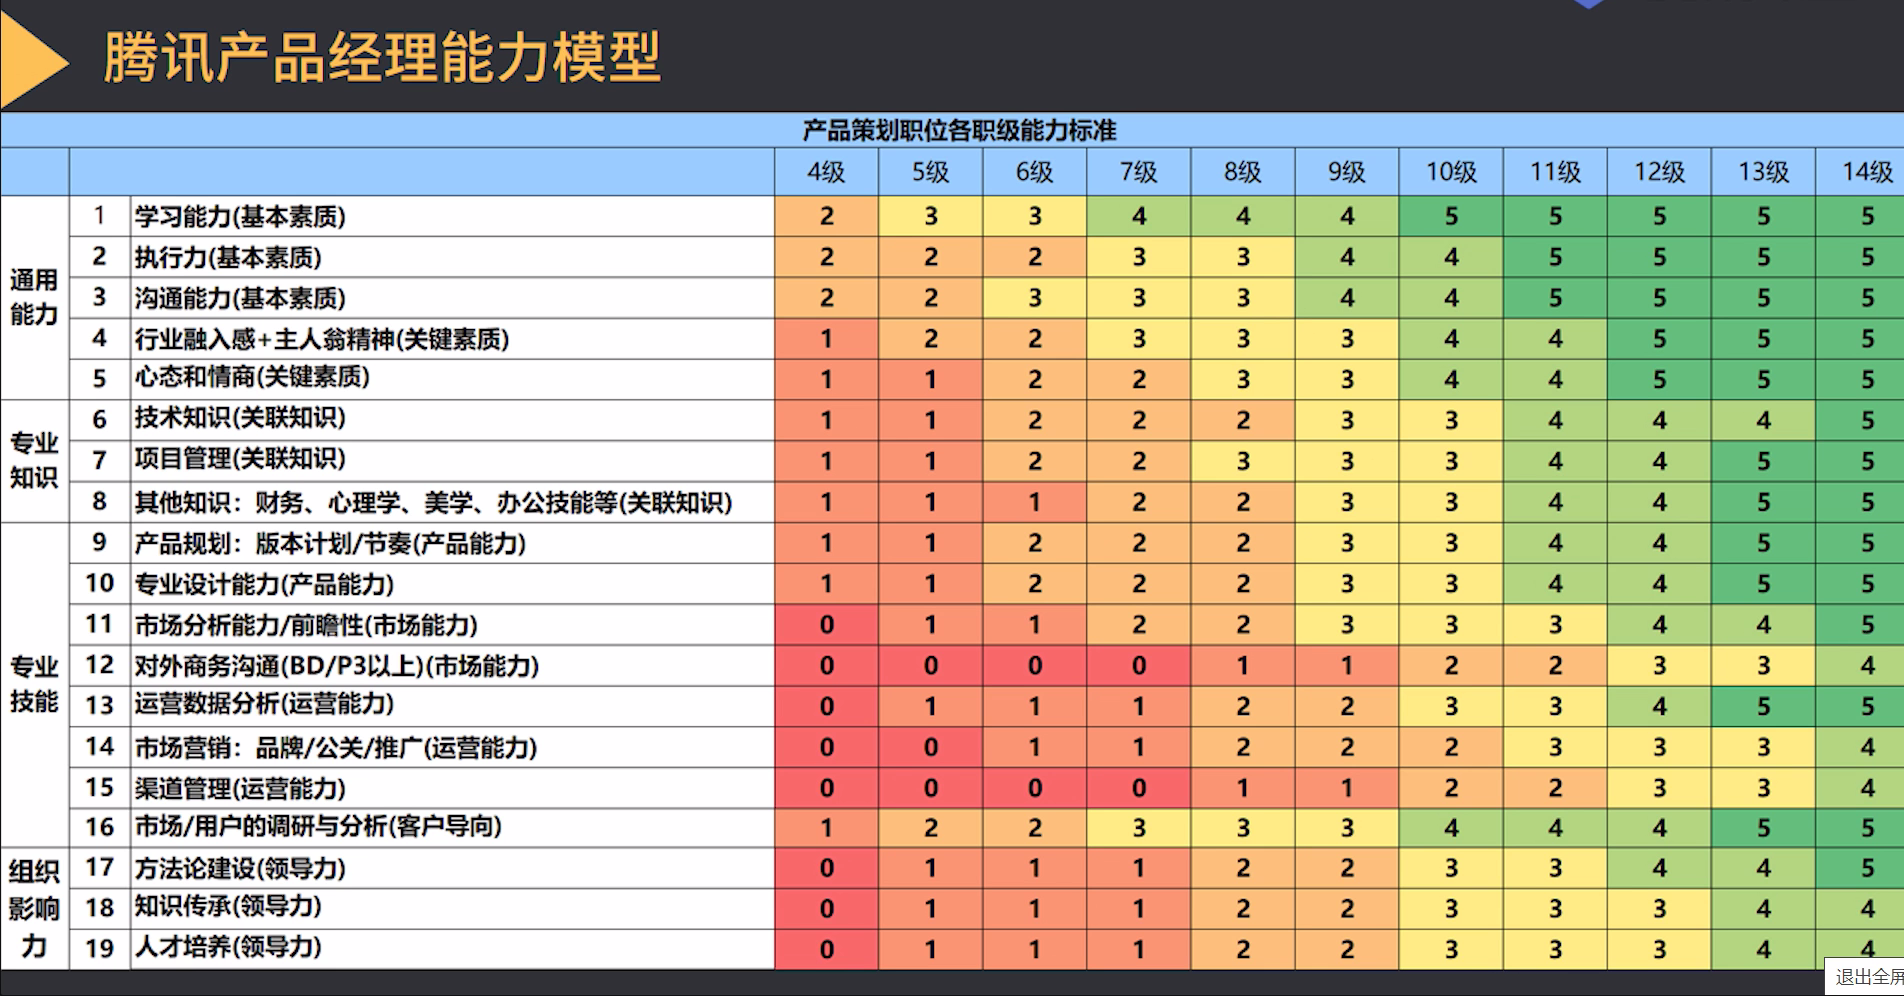 腾讯产品经理能力模型
产品策划职位各职级能力标准
4级 5级 6级 7级 8级 9级 10级 11级 12级 13级 14级
通用能力
1 学习能力(基本素质) 2 3 3 4 4 4 5 5 5 5 5
2 执行力(基本素质) 2 2 2 3 3 4 4 5 5 5 5
3 沟通能力(基本素质) 2 2 3 3 3 4 4 5 5 5 5
4 行业融入感+主人翁精神(关键素质) 1 2 2 3 3 3 4 4 5 5 5
5 心态和情商(关键素质) 1 1 2 2 3 3 4 4 5 5 5
专业知识
6 技术知识(关联知识) 1 1 2 2 2 3 3 4 4 4 5
7 项目管理(关联知识) 1 1 2 2 3 3 3 4 4 5 5
8 其他知识：财务、心理学、美学、办公技能等(关联知识) 1 1 1 2 2 3 3 4 4 5 5
专业技能
9 产品规划：版本计划/节奏(产品能力) 1 1 2 2 2 3 3 4 4 5 5
10 专业设计能力(产品能力) 1 1 2 2 2 3 3 4 4 5 5
11 市场分析能力/前瞻性(市场能力) 0 1 1 2 2 3 3 3 4 4 5
12 对外商务沟通(BD/P3以上)(市场能力) 0 0 0 0 1 1 2 2 3 3 4
13 运营数据分析(运营能力) 0 1 1 1 2 2 3 3 4 5 5
14 市场营销：品牌/公关/推广(运营能力) 0 0 1 1 2 2 2 3 3 3 4
15 渠道管理(运营能力) 0 0 0 0 1 1 2 2 3 3 4
16 市场/用户的调研与分析(客户导向) 1 2 2 3 3 3 4 4 4 5 5
组织影响力
17 方法论建设(领导力) 0 1 1 1 2 2 3 3 4 4 5
18 知识传承(领导力) 0 1 1 1 2 2 3 3 3 4 4
19 人才培养(领导力) 0 1 1 1 2 2 3 3 3 4 4
退出全屏